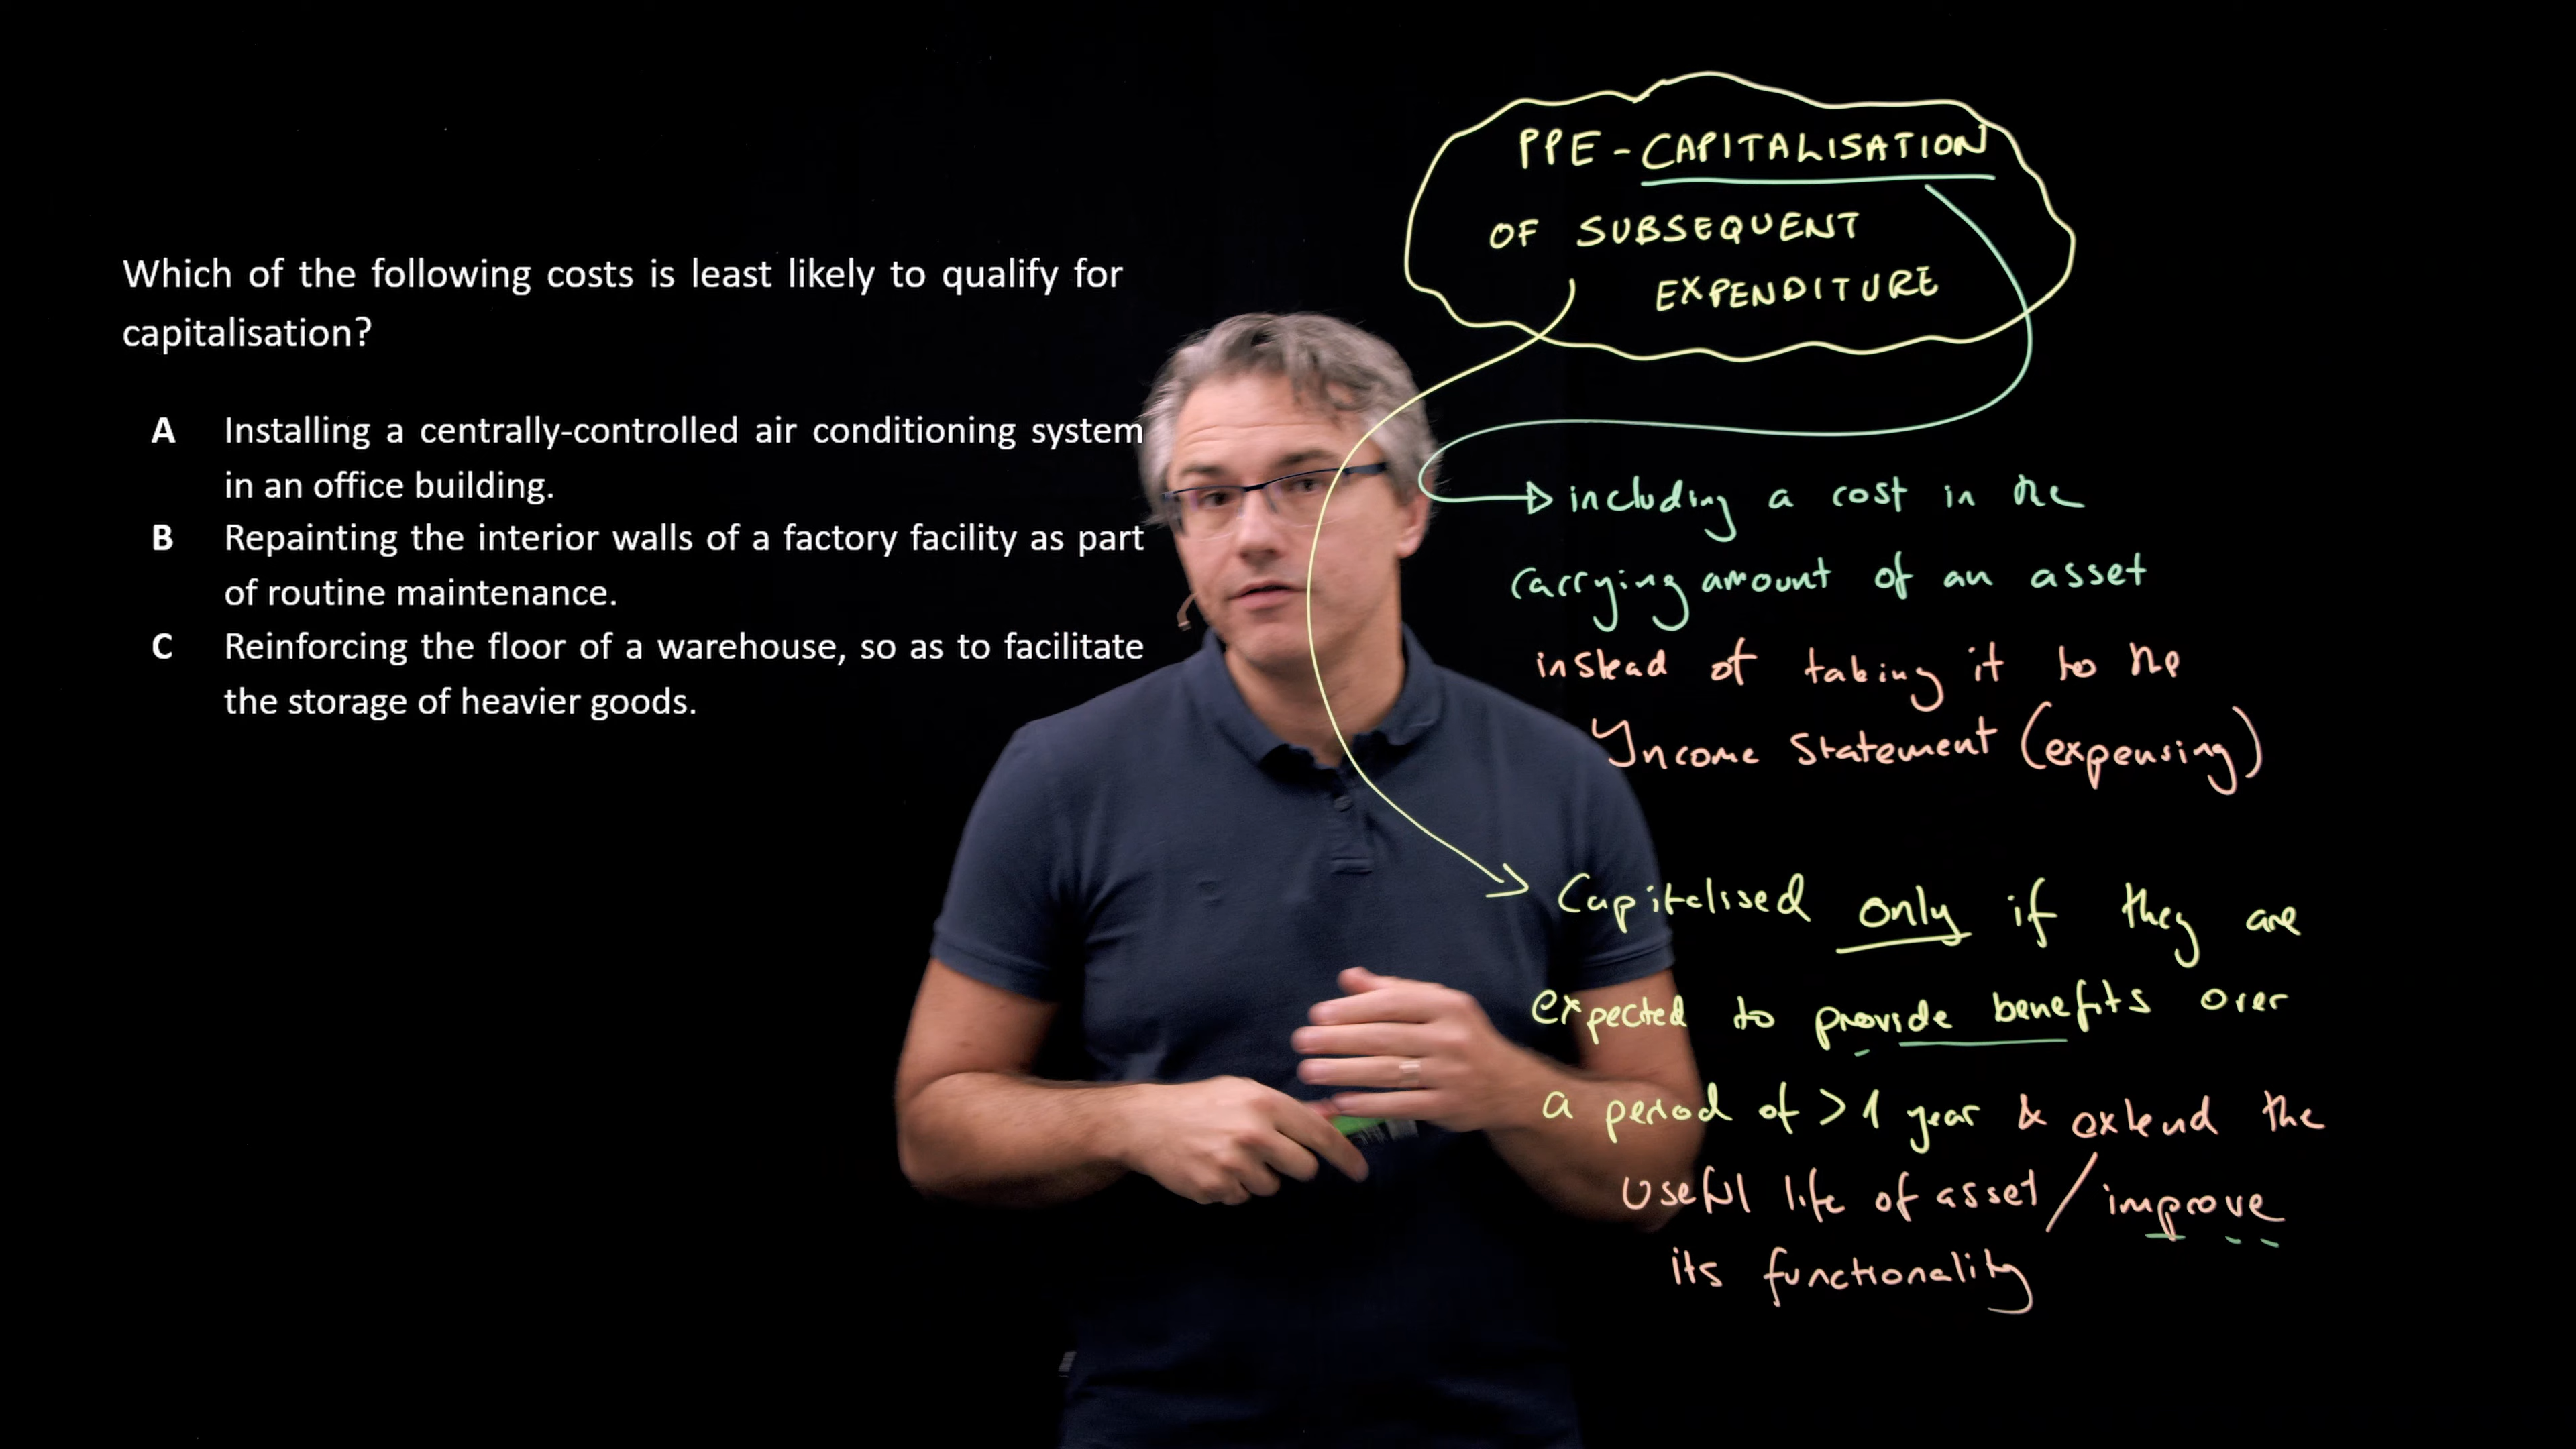 Which of the following costs is least likely to qualify for
capitalisation?
A Installing a centrally-controlled air conditioning system
in an office building.
B Repainting the interior walls of a factory facility as part
of routine maintenance.
C Reinforcing the floor of a warehouse, so as to facilitate
the storage of heavier goods.
PPE - CAPITALISATION
OF SUBSEQUENT
EXPENDITURE
including a cost in the
carrying amount of an asset
instead of taking it to the
Income Statement (expensing)
Capitalised only if they are
expected to provide benefits over
a period of >1 year & extend the
useful life of asset / improve
its functionality